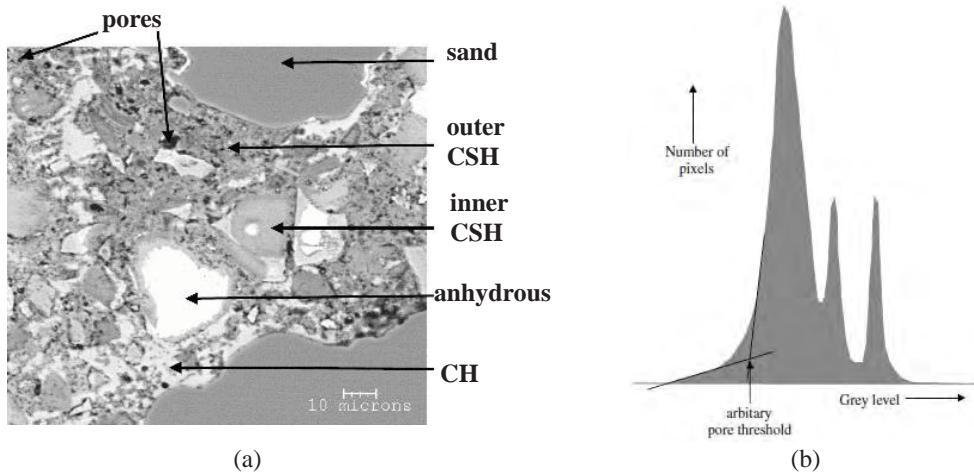 pores
sand
outer
CSH
inner
CSH
anhydrous
CH
10 microns
(a)
Number of
pixels
Grey level
arbitary
pore threshold
(b)